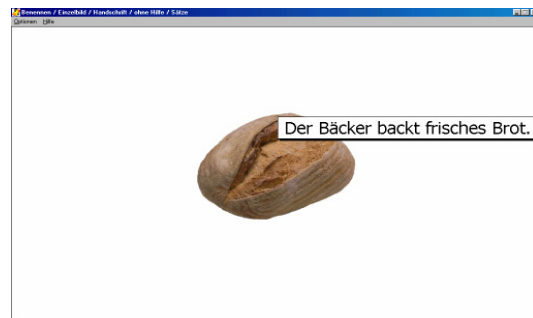 Benennen / Einzelbild / Handschrift / ohne Hilfe / Sätze
Optionen Hilfe
Der Bäcker backt frisches Brot.